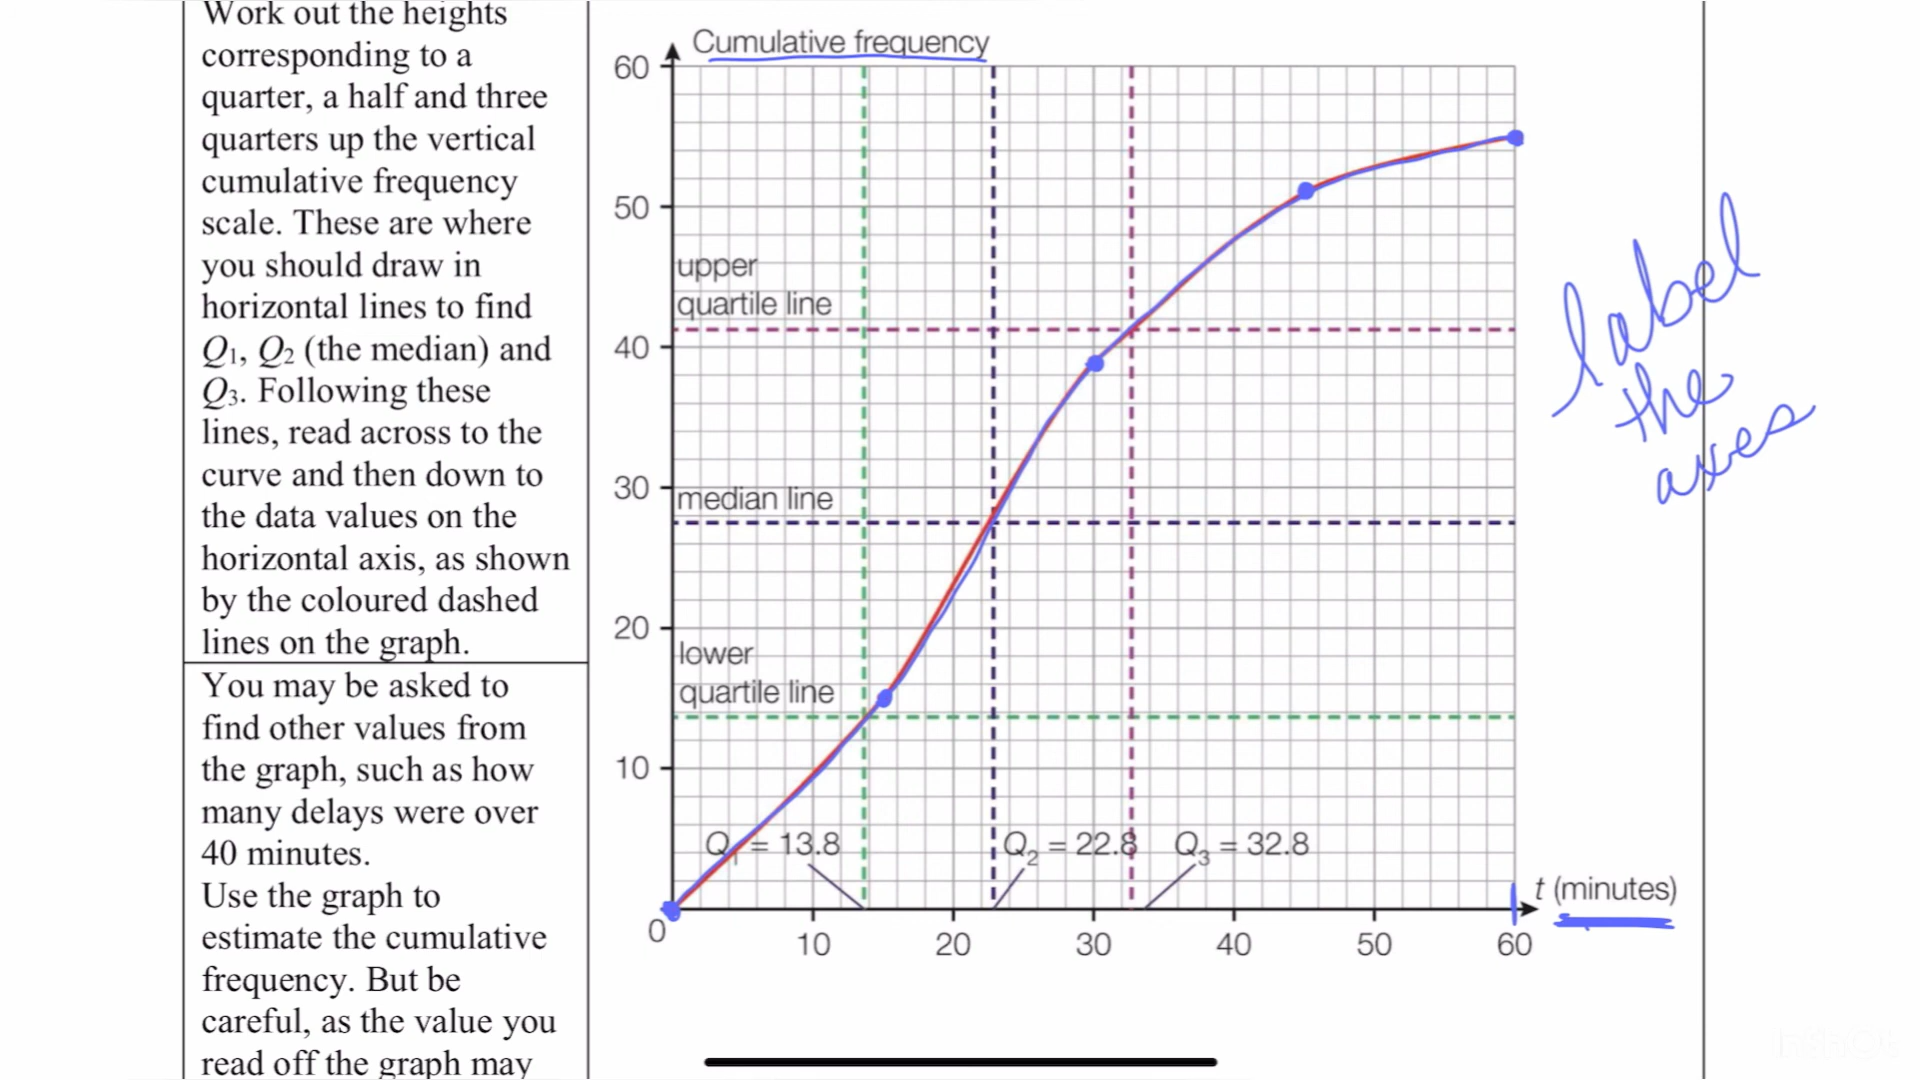 Work out the heights
corresponding to a
quarter, a half and three
quarters up the vertical
cumulative frequency
scale. These are where
you should draw in
horizontal lines to find
Q₁, Q₂ (the median) and
Q₃. Following these
lines, read across to the
curve and then down to
the data values on the
horizontal axis, as shown
by the coloured dashed
lines on the graph.
You may be asked to
find other values from
the graph, such as how
many delays were over
40 minutes.
Use the graph to
estimate the cumulative
frequency. But be
careful, as the value you
read off the graph may
Cumulative frequency
60
50
upper
quartile line
40
30
median line
20
lower
quartile line
10
Q₁ = 13.8
Q₂ = 22.8
Q₃ = 32.8
t (minutes)
0
10
20
30
40
50
60
label
the
axes